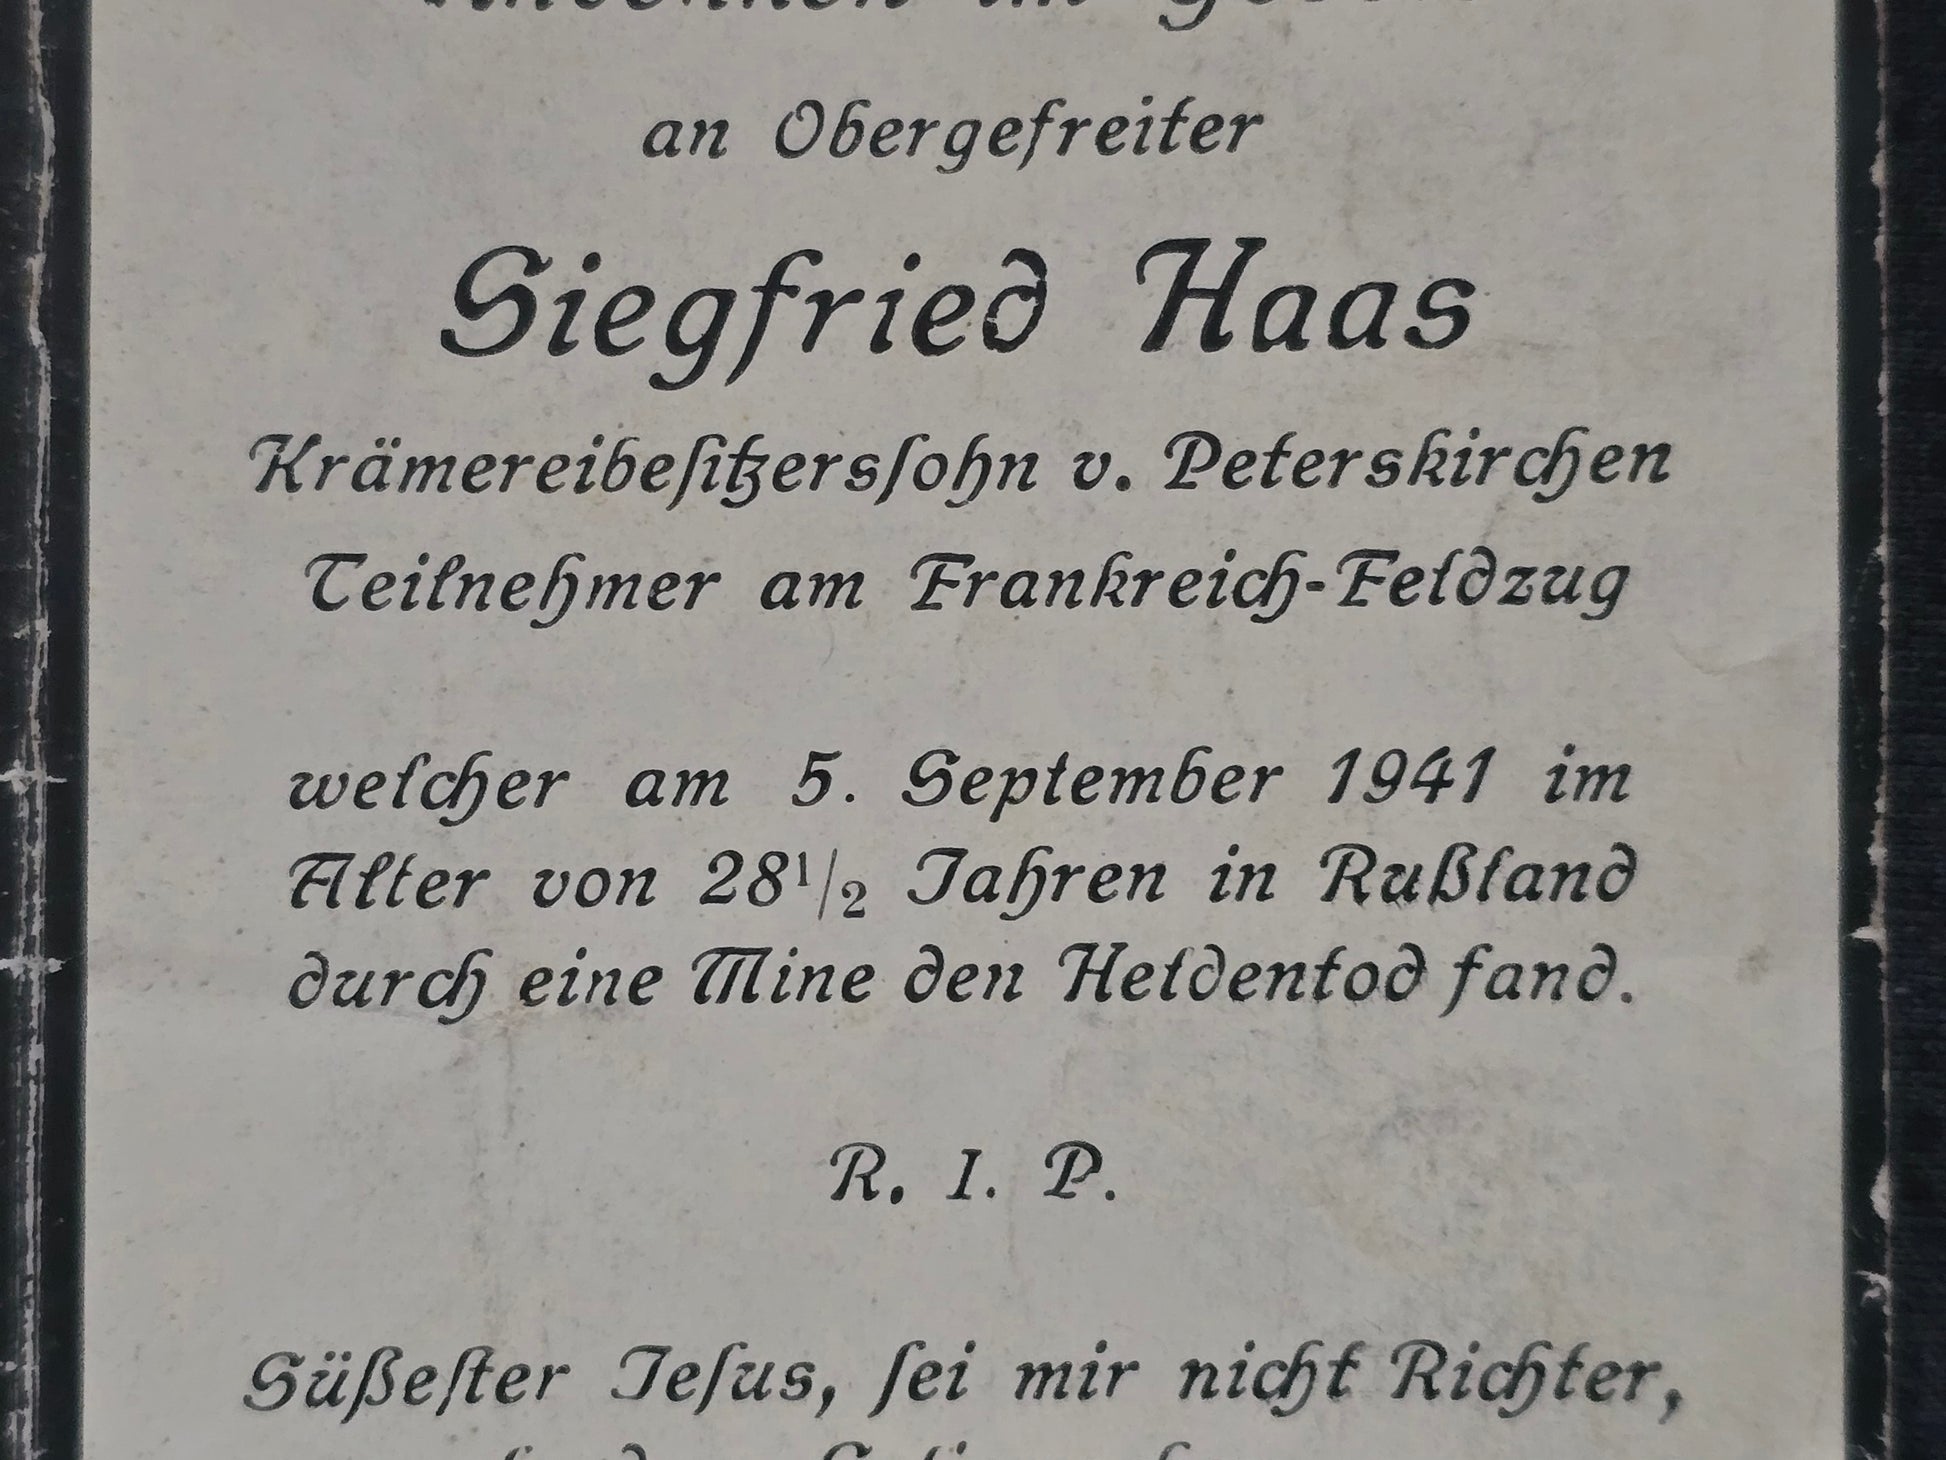 an Obergefreiter
Siegfried Haas
Krämereibeſitzersſohn v. Peterskirchen
Teilnehmer am Frankreich-Feldzug
welcher am 5. September 1941 im
Alter von 28 1/2 Jahren in Rußland
durch eine Mine den Heldentod fand.
R. I. P.
Süßeſter Jeſus, ſei mir nicht Richter,